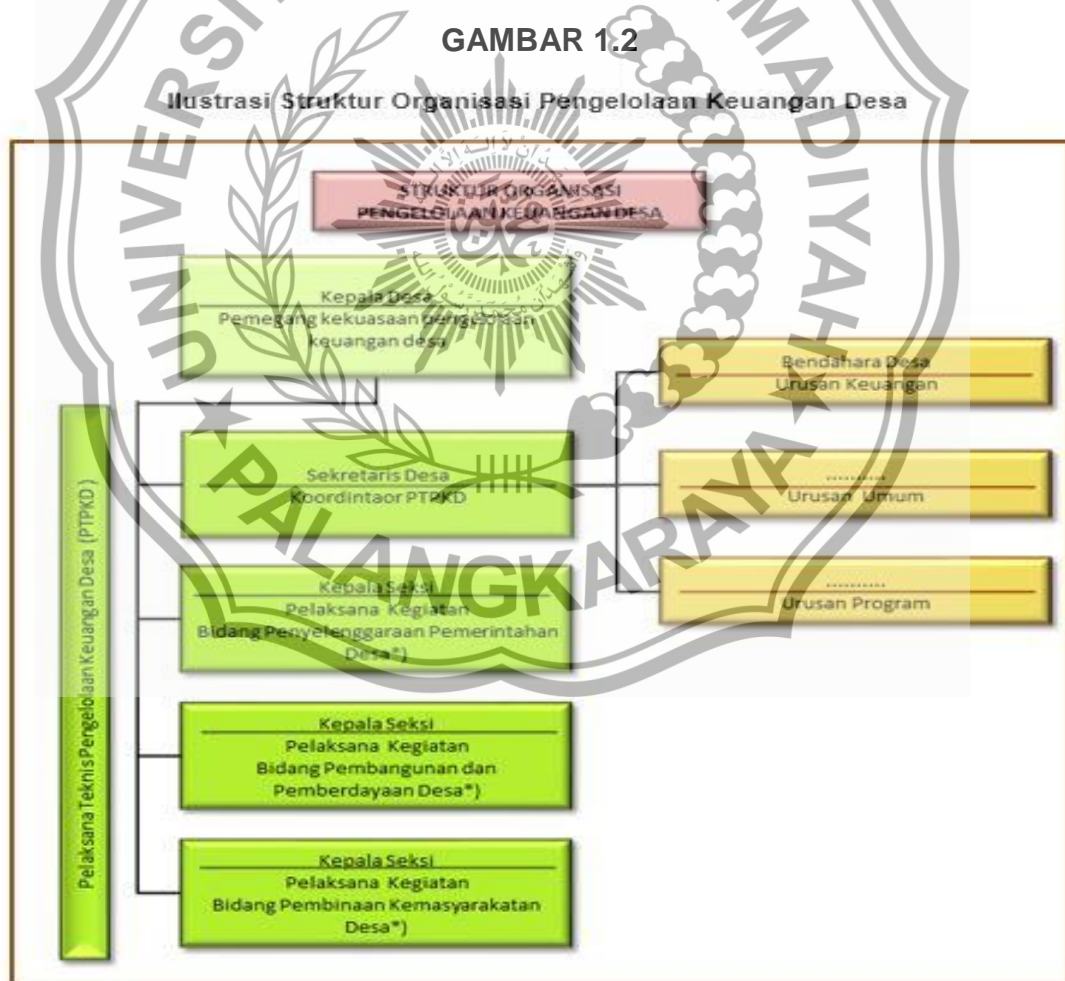 GAMBAR 1.2
Ilustrasi Struktur Organisasi Pengelolaan Keuangan Desa
STRUKTUR ORGANISASI
PENGELOLAAN KEUANGAN DESA
Kepala Desa
Pemegang kekuasaan pengelolaan
keuangan desa
Pelaksana Teknis Pengelolaan Keuangan Desa (PTPKD)
Sekretaris Desa
Koordintaor PTPKD
Kepala Seksi
Pelaksana Kegiatan
Bidang Penyelenggaraan Pemerintahan
Desa*)
Kepala Seksi
Pelaksana Kegiatan
Bidang Pembangunan dan
Pemberdayaan Desa*)
Kepala Seksi
Pelaksana Kegiatan
Bidang Pembinaan Kemasyarakatan
Desa*)
Bendahara Desa
Urusan Keuangan
..........
Urusan Umum
..........
Urusan Program
PALANGKARAYA